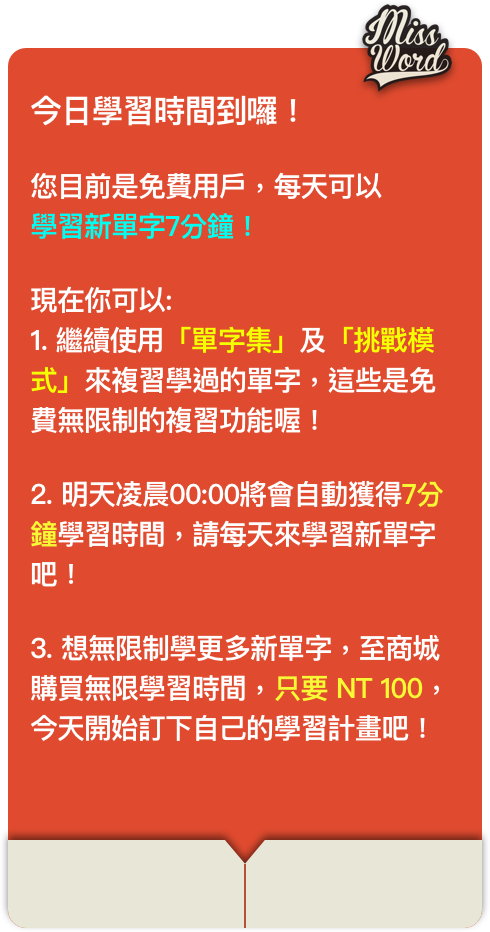 Miss
Word
今日學習時間到囉！
您目前是免費用戶，每天可以
學習新單字7分鐘！
現在你可以:
1. 繼續使用「單字集」及「挑戰模
式」來複習學過的單字，這些是免
費無限制的複習功能喔！
2. 明天凌晨00:00將會自動獲得7分
鐘學習時間，請每天來學習新單字
吧！
3. 想無限制學更多新單字，至商城
購買無限學習時間，只要 NT 100，
今天開始訂下自己的學習計畫吧！